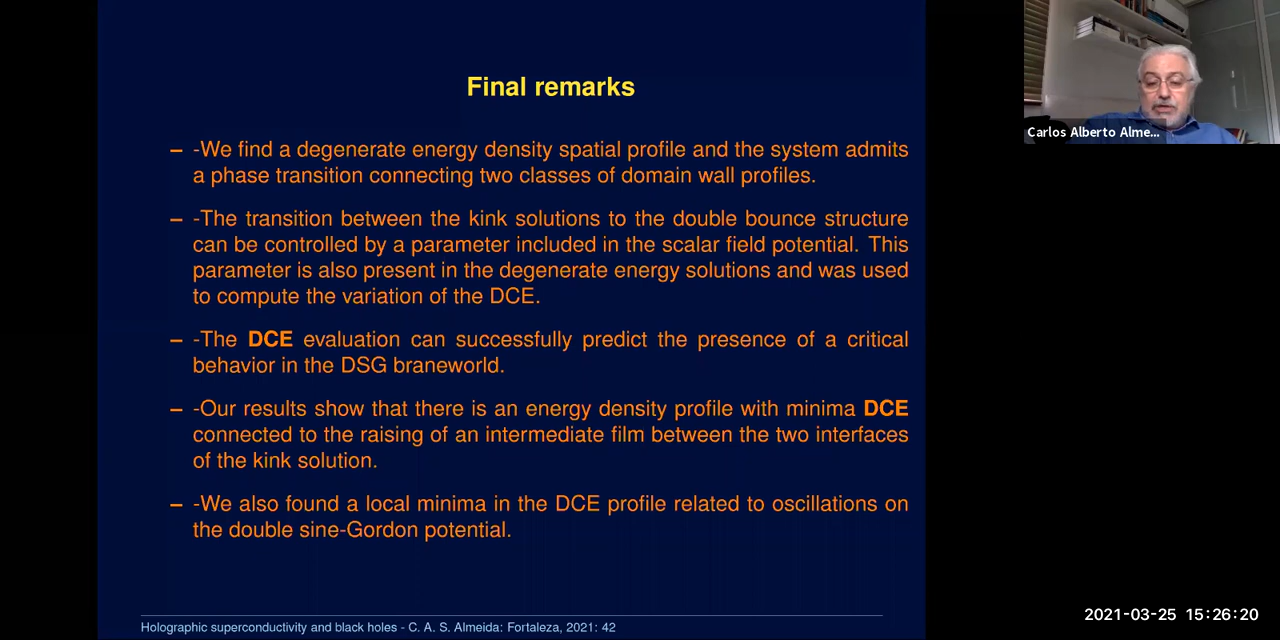 Final remarks
– -We find a degenerate energy density spatial profile and the system admits
a phase transition connecting two classes of domain wall profiles.
– -The transition between the kink solutions to the double bounce structure
can be controlled by a parameter included in the scalar field potential. This
parameter is also present in the degenerate energy solutions and was used
to compute the variation of the DCE.
– -The DCE evaluation can successfully predict the presence of a critical
behavior in the DSG braneworld.
– -Our results show that there is an energy density profile with minima DCE
connected to the raising of an intermediate film between the two interfaces
of the kink solution.
– -We also found a local minima in the DCE profile related to oscillations on
the double sine-Gordon potential.
Holographic superconductivity and black holes - C. A. S. Almeida: Fortaleza, 2021: 42
Carlos Alberto Alme...
2021-03-25 15:26:20